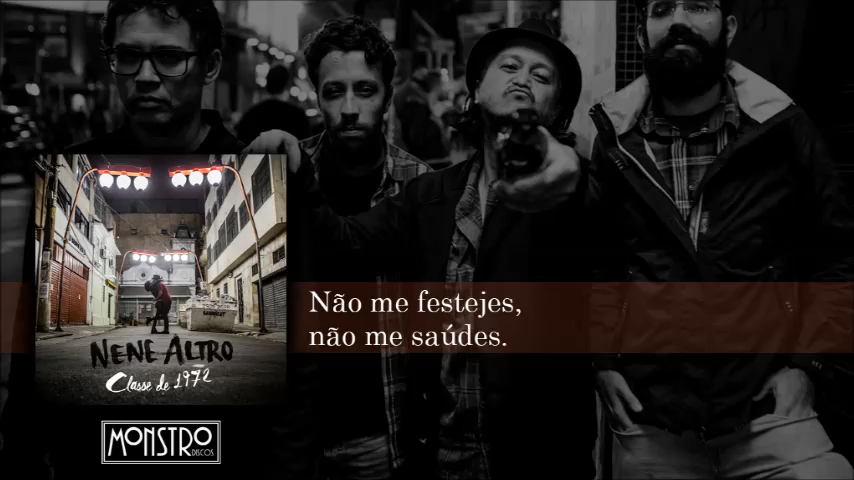 Não me festejes,
não me saúdes.
NENE ALTRO
Classe de 1972
MONSTRO
DISCOS